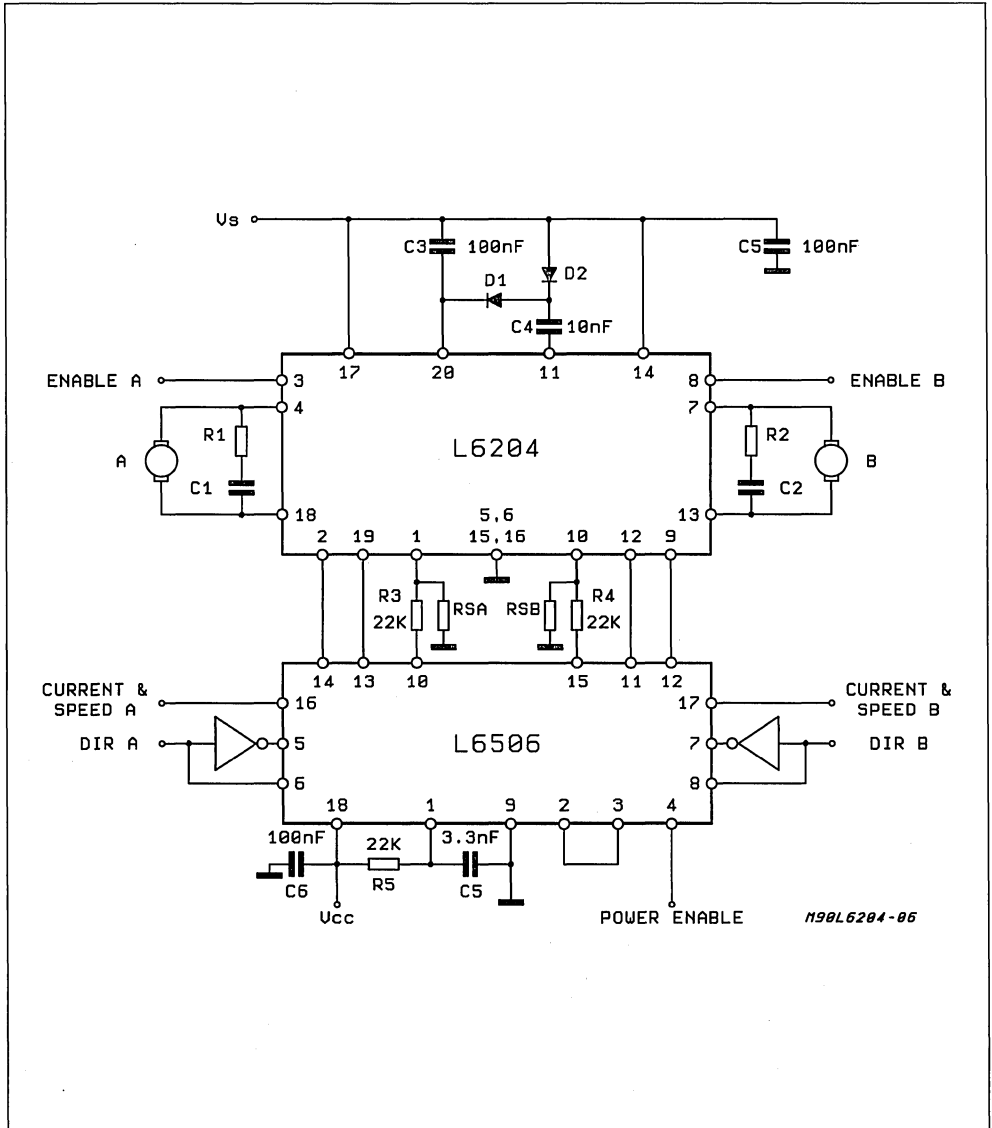 Vs
C3 100nF
C5 100nF
D1
D2
C4 10nF
17 20 11 14
ENABLE A 3
8 ENABLE B
4
7
R1
R2
A
L6204
B
C1
C2
18
13
5,6
2 19 1 15,16 10 12 9
R3
RSA
RSB
R4
22K
22K
14 13 10 15 11 12
CURRENT &
SPEED A
16
17
CURRENT &
SPEED B
DIR A
5
L6506
7
DIR B
6
8
18 1 9 2 3 4
100nF
22K
3.3nF
C6
R5
C5
Vcc
POWER ENABLE
M90L6204-06